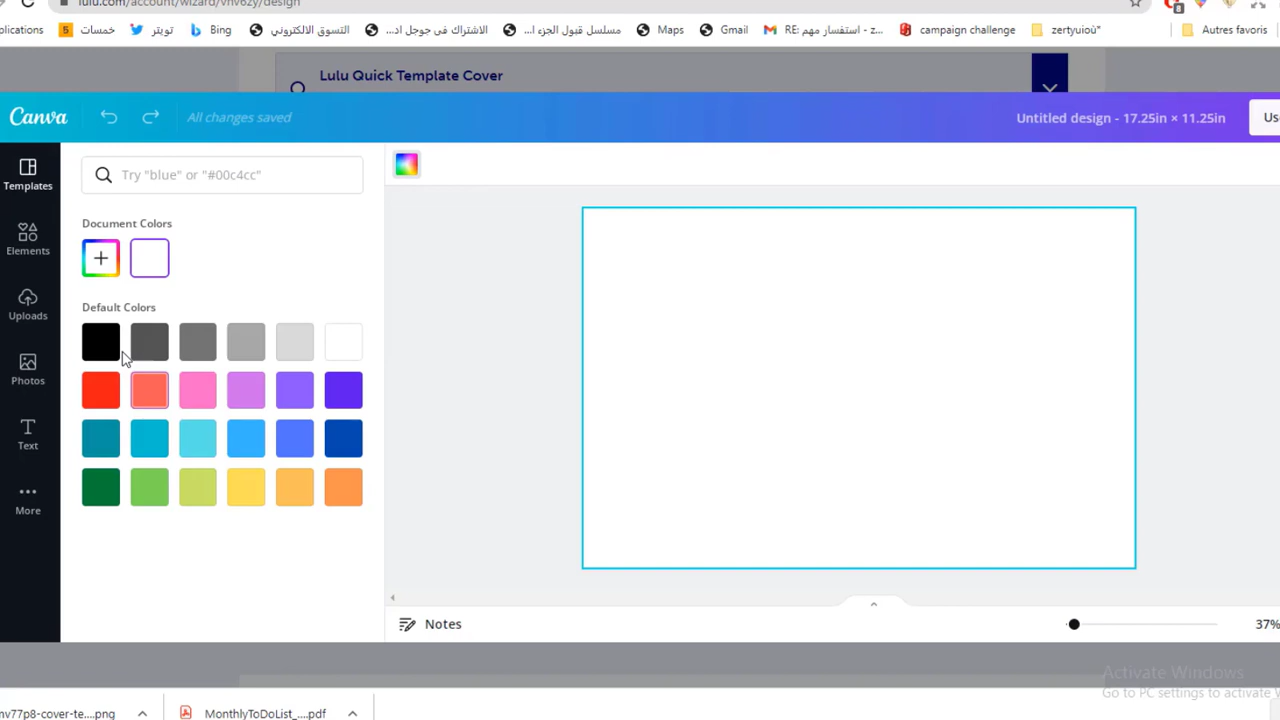 lulu.com/account/wizard/vnv6zy/design
plications
خمسات
تويتر
Bing
التسوق الالكتروني
الاشتراك في جوجل اد...
مسلسل قبول الجزء ا...
Maps
Gmail
RE: استفسار مهم - z...
campaign challenge
zertyuioù"
Autres favoris
Lulu Quick Template Cover
Canva
All changes saved
Untitled design - 17.25in × 11.25in
Templates
Try "blue" or "#00c4cc"
Document Colors
Elements
Default Colors
Uploads
Photos
Text
More
Notes
37%
Activate Windows
Go to PC settings to activate
nv77p8-cover-te....png
MonthlyToDoList_....pdf